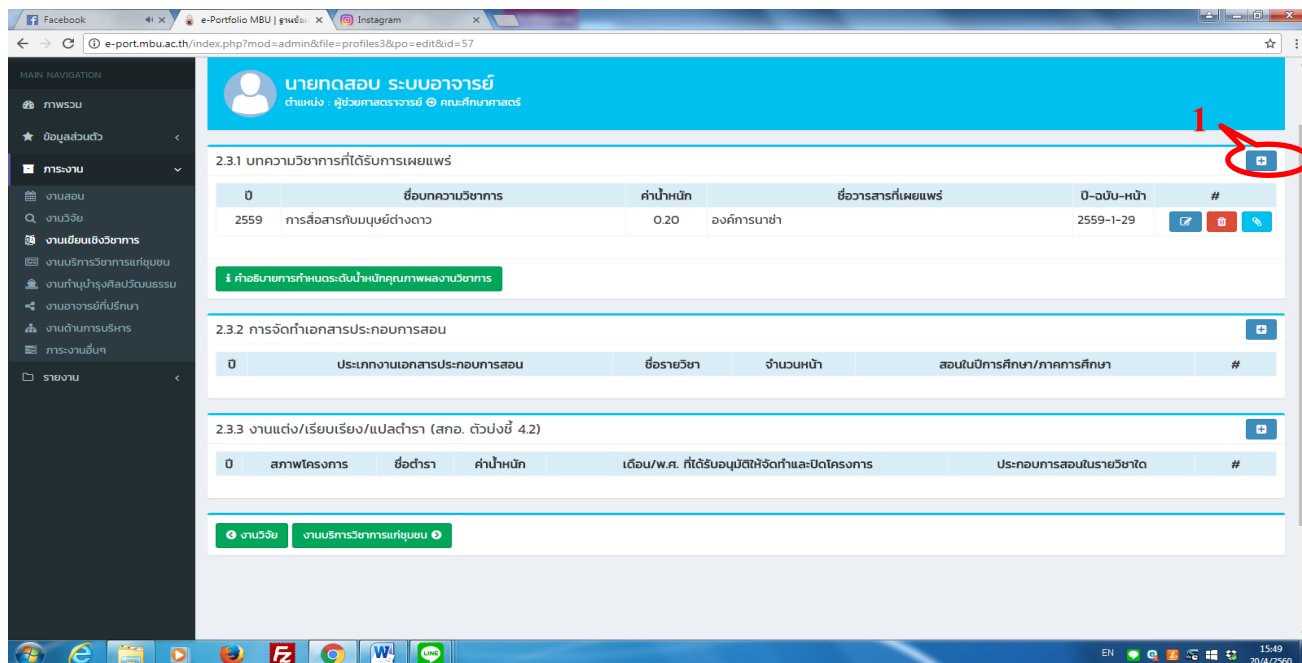 Facebook
e-Portfolio MBU | ฐานข้อ
Instagram
e-port.mbu.ac.th/index.php?mod=admin&file=profiles3&po=edit&id=57
MAIN NAVIGATION
ภาพรวม
ข้อมูลส่วนตัว
ภาระงาน
งานสอน
งานวิจัย
งานเขียนเชิงวิชาการ
งานบริการวิชาการแก่ชุมชน
งานทำนุบำรุงศิลปวัฒนธรรม
งานอาจารย์ที่ปรึกษา
งานด้านการบริหาร
ภาระงานอื่นๆ
รายงาน
นายทดสอบ ระบบอาจารย์
ตำแหน่ง : ผู้ช่วยศาสตราจารย์ คณะศึกษาศาสตร์
1
2.3.1 บทความวิชาการที่ได้รับการเผยแพร่
ปี ชื่อบทความวิชาการ ค่าน้ำหนัก ชื่อวารสารที่เผยแพร่ ปี-ฉบับ-หน้า #
2559 การสื่อสารกับมนุษย์ต่างดาว 0.20 องค์การนาซ่า 2559-1-29
คำอธิบายการกำหนดระดับน้ำหนักคุณภาพผลงานวิชาการ
2.3.2 การจัดทำเอกสารประกอบการสอน
ปี ประเภทงานเอกสารประกอบการสอน ชื่อรายวิชา จำนวนหน้า สอนในปีการศึกษา/ภาคการศึกษา #
2.3.3 งานแต่ง/เรียบเรียง/แปลตำรา (สกอ. ตัวบ่งชี้ 4.2)
ปี สภาพโครงการ ชื่อตำรา ค่าน้ำหนัก เดือน/พ.ศ. ที่ได้รับอนุมัติให้จัดทำและปิดโครงการ ประกอบการสอนในรายวิชาใด #
งานวิจัย งานบริการวิชาการแก่ชุมชน
EN 15:49
20/4/2560